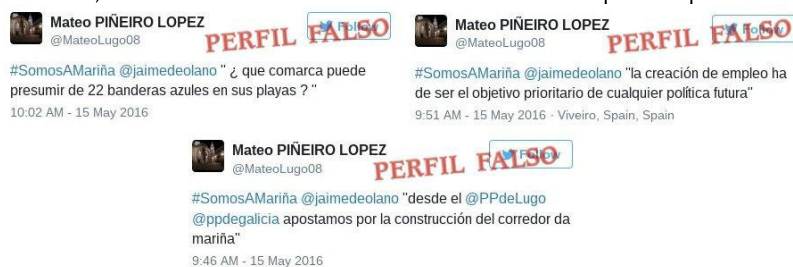 Mateo PIÑEIRO LOPEZ
@MateoLugo08
Follow
PERFIL FALSO
#SomosAMariña @jaimedeolano " ¿ que comarca puede
presumir de 22 banderas azules en sus playas ? "
10:02 AM - 15 May 2016
Mateo PIÑEIRO LOPEZ
@MateoLugo08
Follow
PERFIL FALSO
#SomosAMariña @jaimedeolano "la creación de empleo ha
de ser el objetivo prioritario de cualquier política futura"
9:51 AM - 15 May 2016 · Viveiro, Spain, Spain
Mateo PIÑEIRO LOPEZ
@MateoLugo08
Follow
PERFIL FALSO
#SomosAMariña @jaimedeolano "desde el @PPdeLugo
@ppdegalicia apostamos por la construcción del corredor da
mariña"
9:46 AM - 15 May 2016